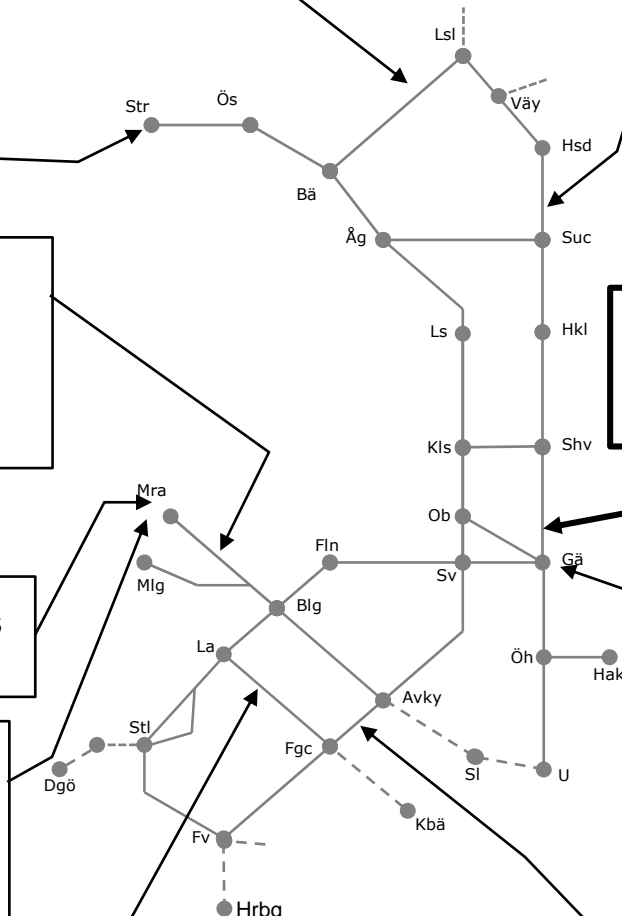 Lsl
Väy
Str
Ös
Hsd
Bä
Åg
Suc
Ls
Hkl
Kls
Shv
Mra
Ob
Fln
Sv
Gä
Mlg
Blg
La
Öh
Hak
Avky
Stl
Fgc
Sl
U
Dgö
Kbä
Fv
Hrbg